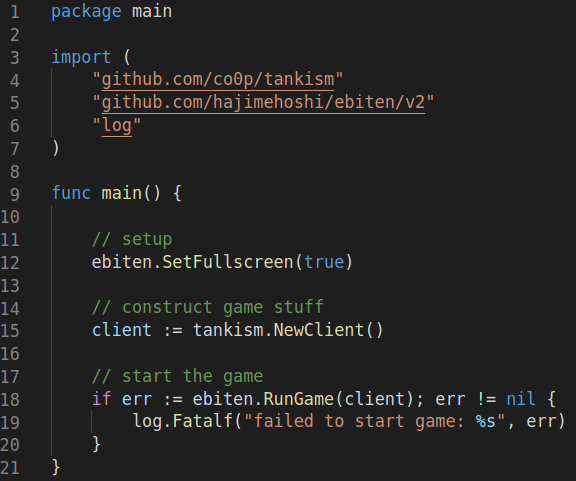 1 package main
2
3 import (
4     "github.com/co0p/tankism"
5     "github.com/hajimehoshi/ebiten/v2"
6     "log"
7 )
8
9 func main() {
10
11     // setup
12     ebiten.SetFullscreen(true)
13
14     // construct game stuff
15     client := tankism.NewClient()
16
17     // start the game
18     if err := ebiten.RunGame(client); err != nil {
19         log.Fatalf("failed to start game: %s", err)
20     }
21 }